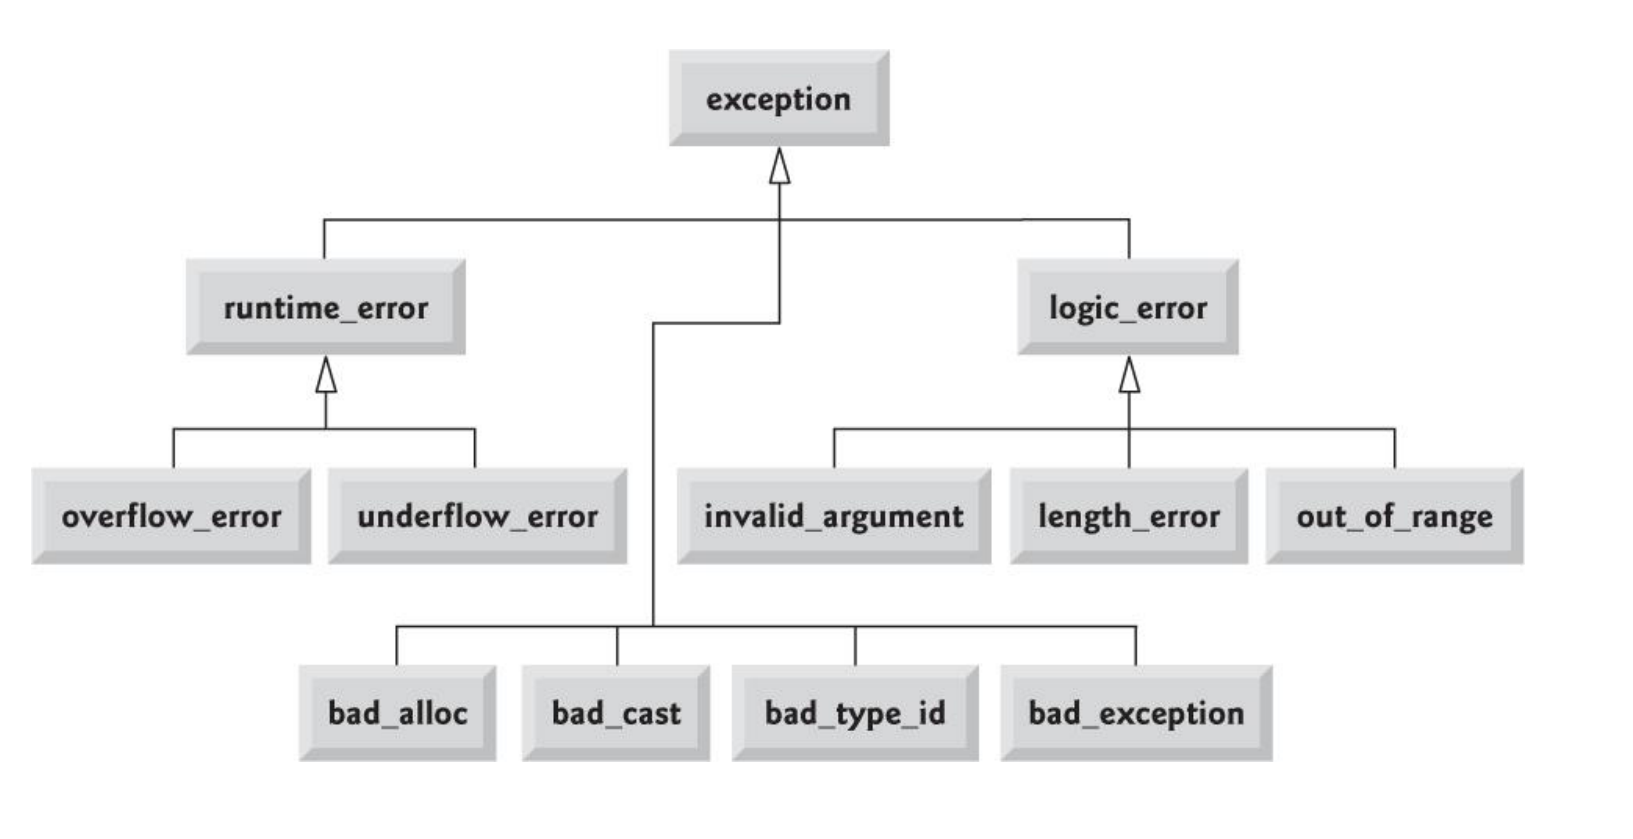 exception
runtime_error
logic_error
overflow_error
underflow_error
invalid_argument
length_error
out_of_range
bad_alloc
bad_cast
bad_type_id
bad_exception